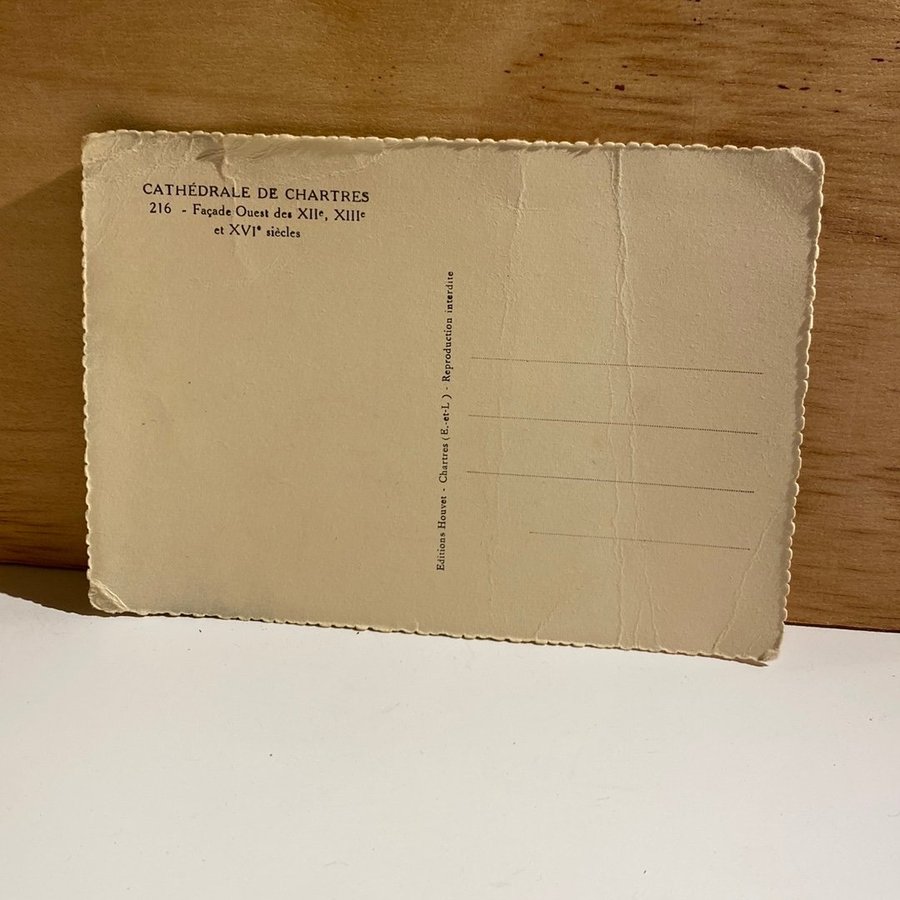 CATHÉDRALE DE CHARTRES
216 - Façade Ouest des XIIe, XIIIe
et XVIe siècles
Editions Houvet - Chartres (E.-et-L.) - Reproduction interdite